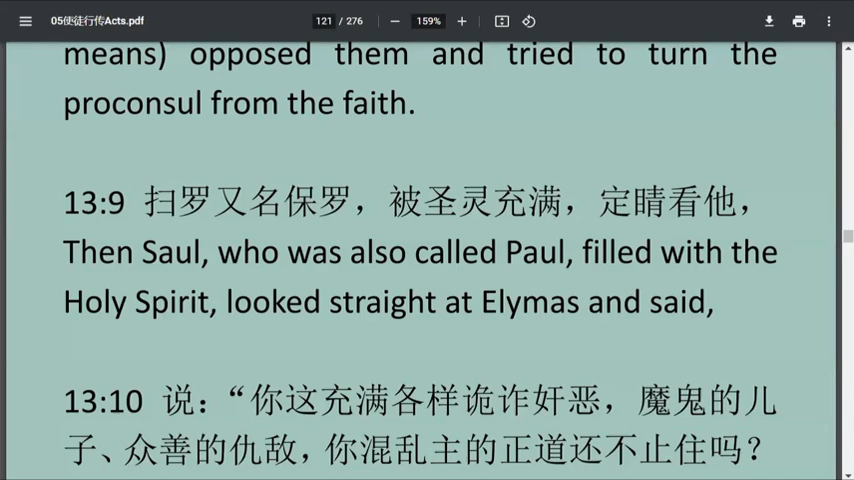 05使徒行传Acts.pdf
121 / 276
159%
means) opposed them and tried to turn the
proconsul from the faith.
13:9 扫罗又名保罗，被圣灵充满，定睛看他，
Then Saul, who was also called Paul, filled with the
Holy Spirit, looked straight at Elymas and said,
13:10 说：“你这充满各样诡诈奸恶，魔鬼的儿
子、众善的仇敌，你混乱主的正道还不止住吗？